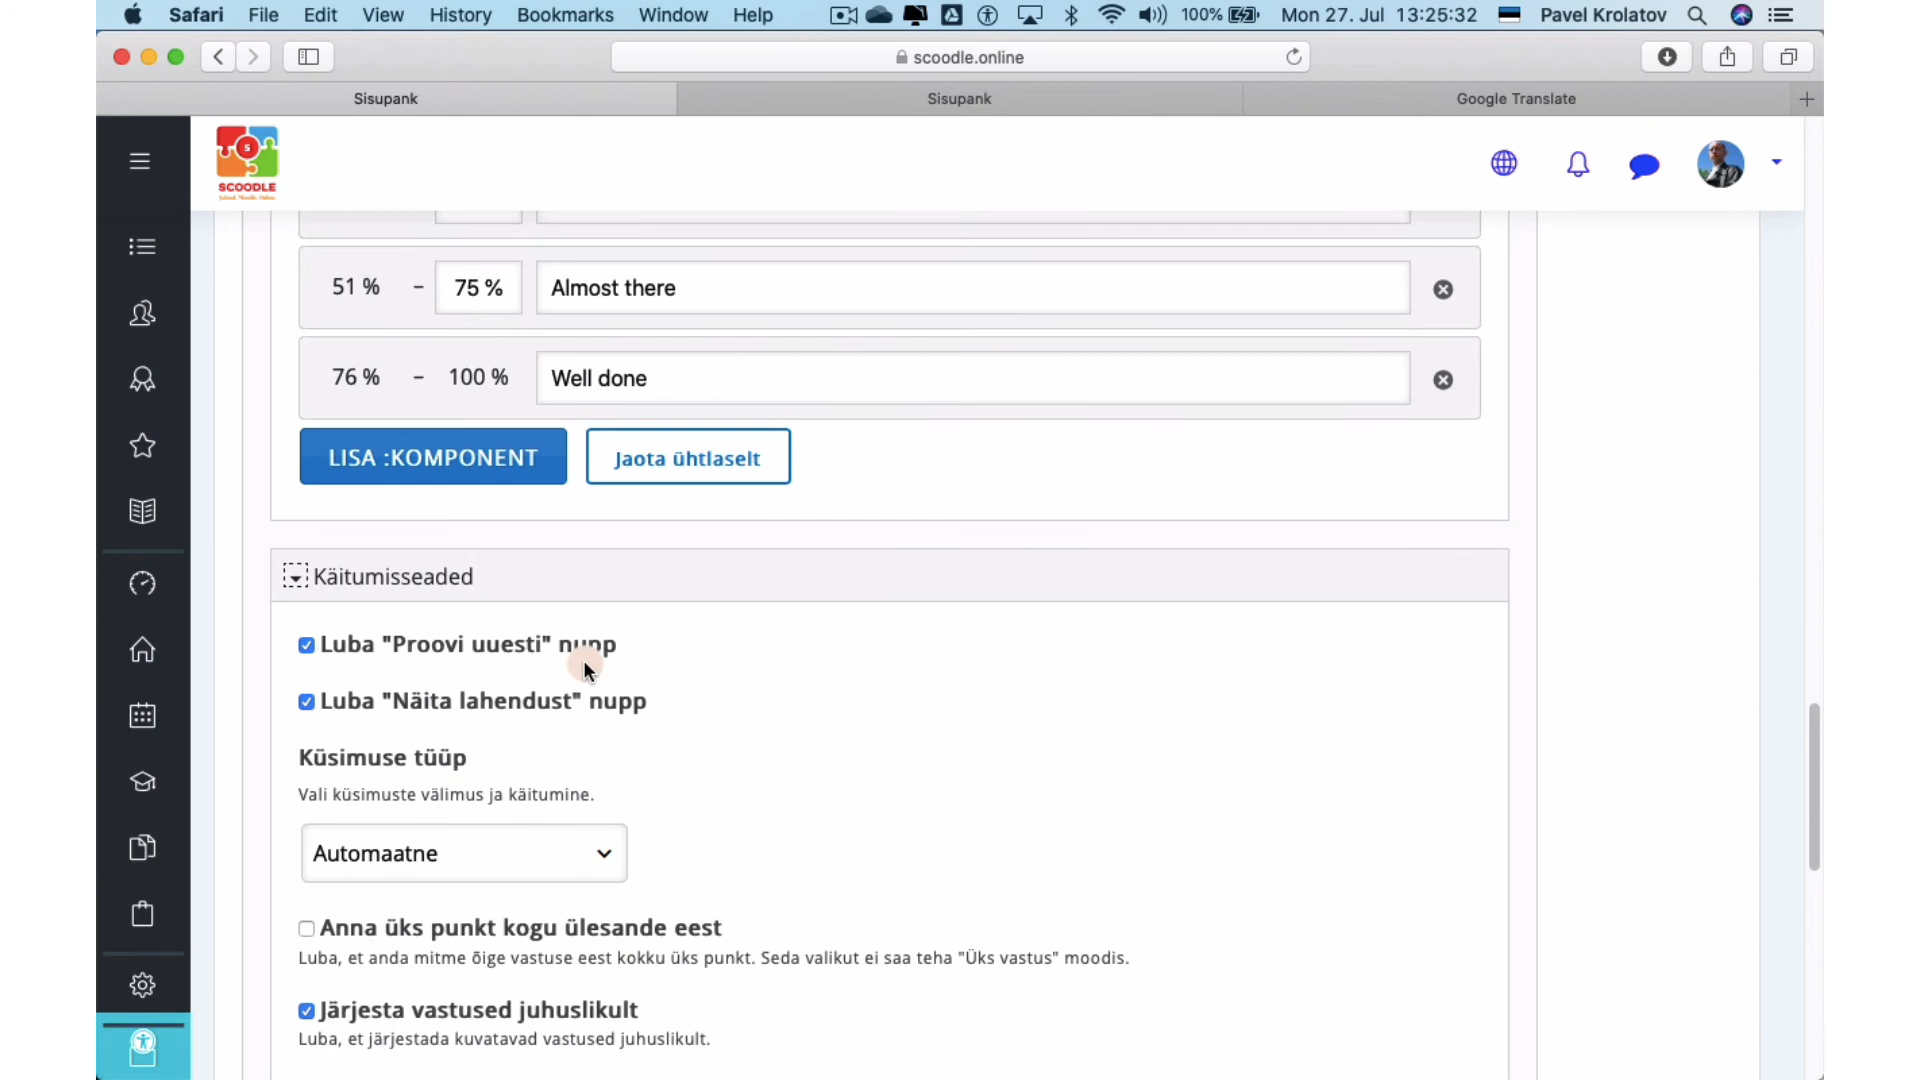 Safari File Edit View History Bookmarks Window Help 100% Mon 27. Jul 13:25:32 Pavel Krolatov
scoodle.online
Sisupank Sisupank Google Translate
S
SCOODLE
51 % – 75 % Almost there
76 % – 100 % Well done
LISA :KOMPONENT Jaota ühtlaselt
Käitumisseaded
Luba "Proovi uuesti" nupp
Luba "Näita lahendust" nupp
Küsimuse tüüp
Vali küsimuste välimus ja käitumine.
Automaatne
Anna üks punkt kogu ülesande eest
Luba, et anda mitme õige vastuse eest kokku üks punkt. Seda valikut ei saa teha "Üks vastus" moodis.
Järjesta vastused juhuslikult
Luba, et järjestada kuvatavad vastused juhuslikult.